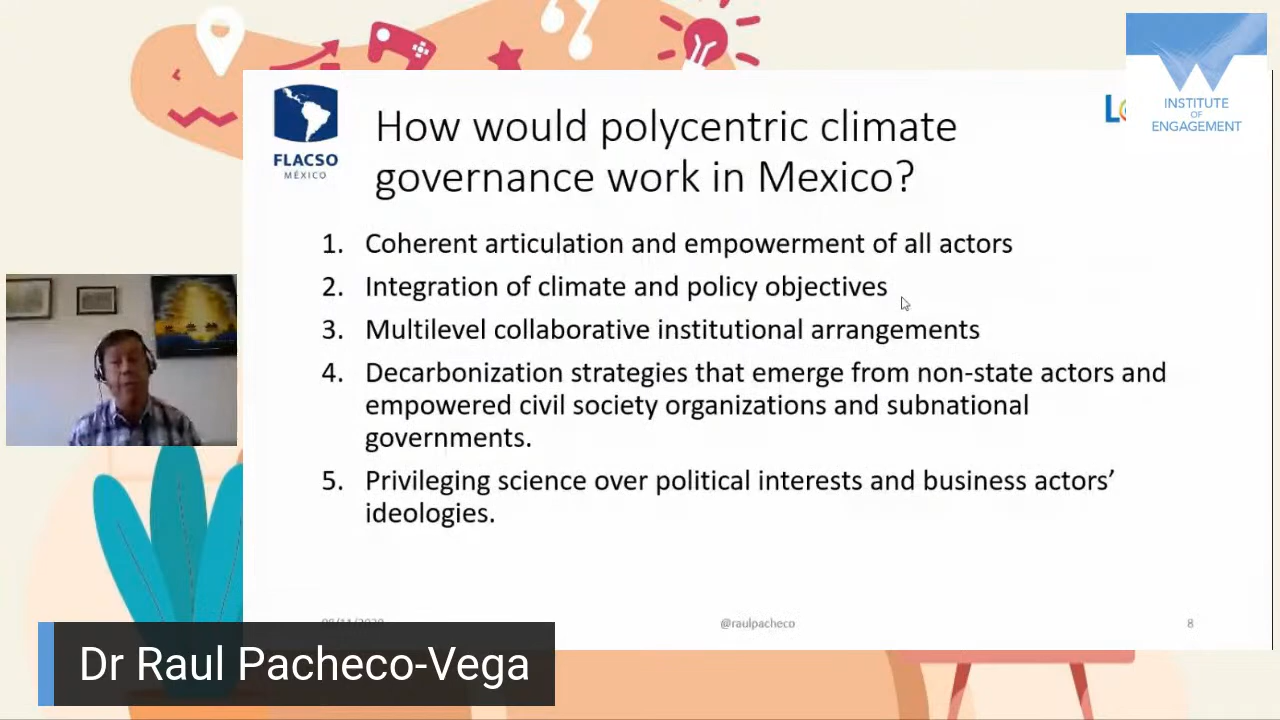 INSTITUTE
OF
ENGAGEMENT
FLACSO
MÉXICO
How would polycentric climate
governance work in Mexico?
1. Coherent articulation and empowerment of all actors
2. Integration of climate and policy objectives
3. Multilevel collaborative institutional arrangements
4. Decarbonization strategies that emerge from non-state actors and
empowered civil society organizations and subnational
governments.
5. Privileging science over political interests and business actors’
ideologies.
@raulpacheco
8
Dr Raul Pacheco-Vega